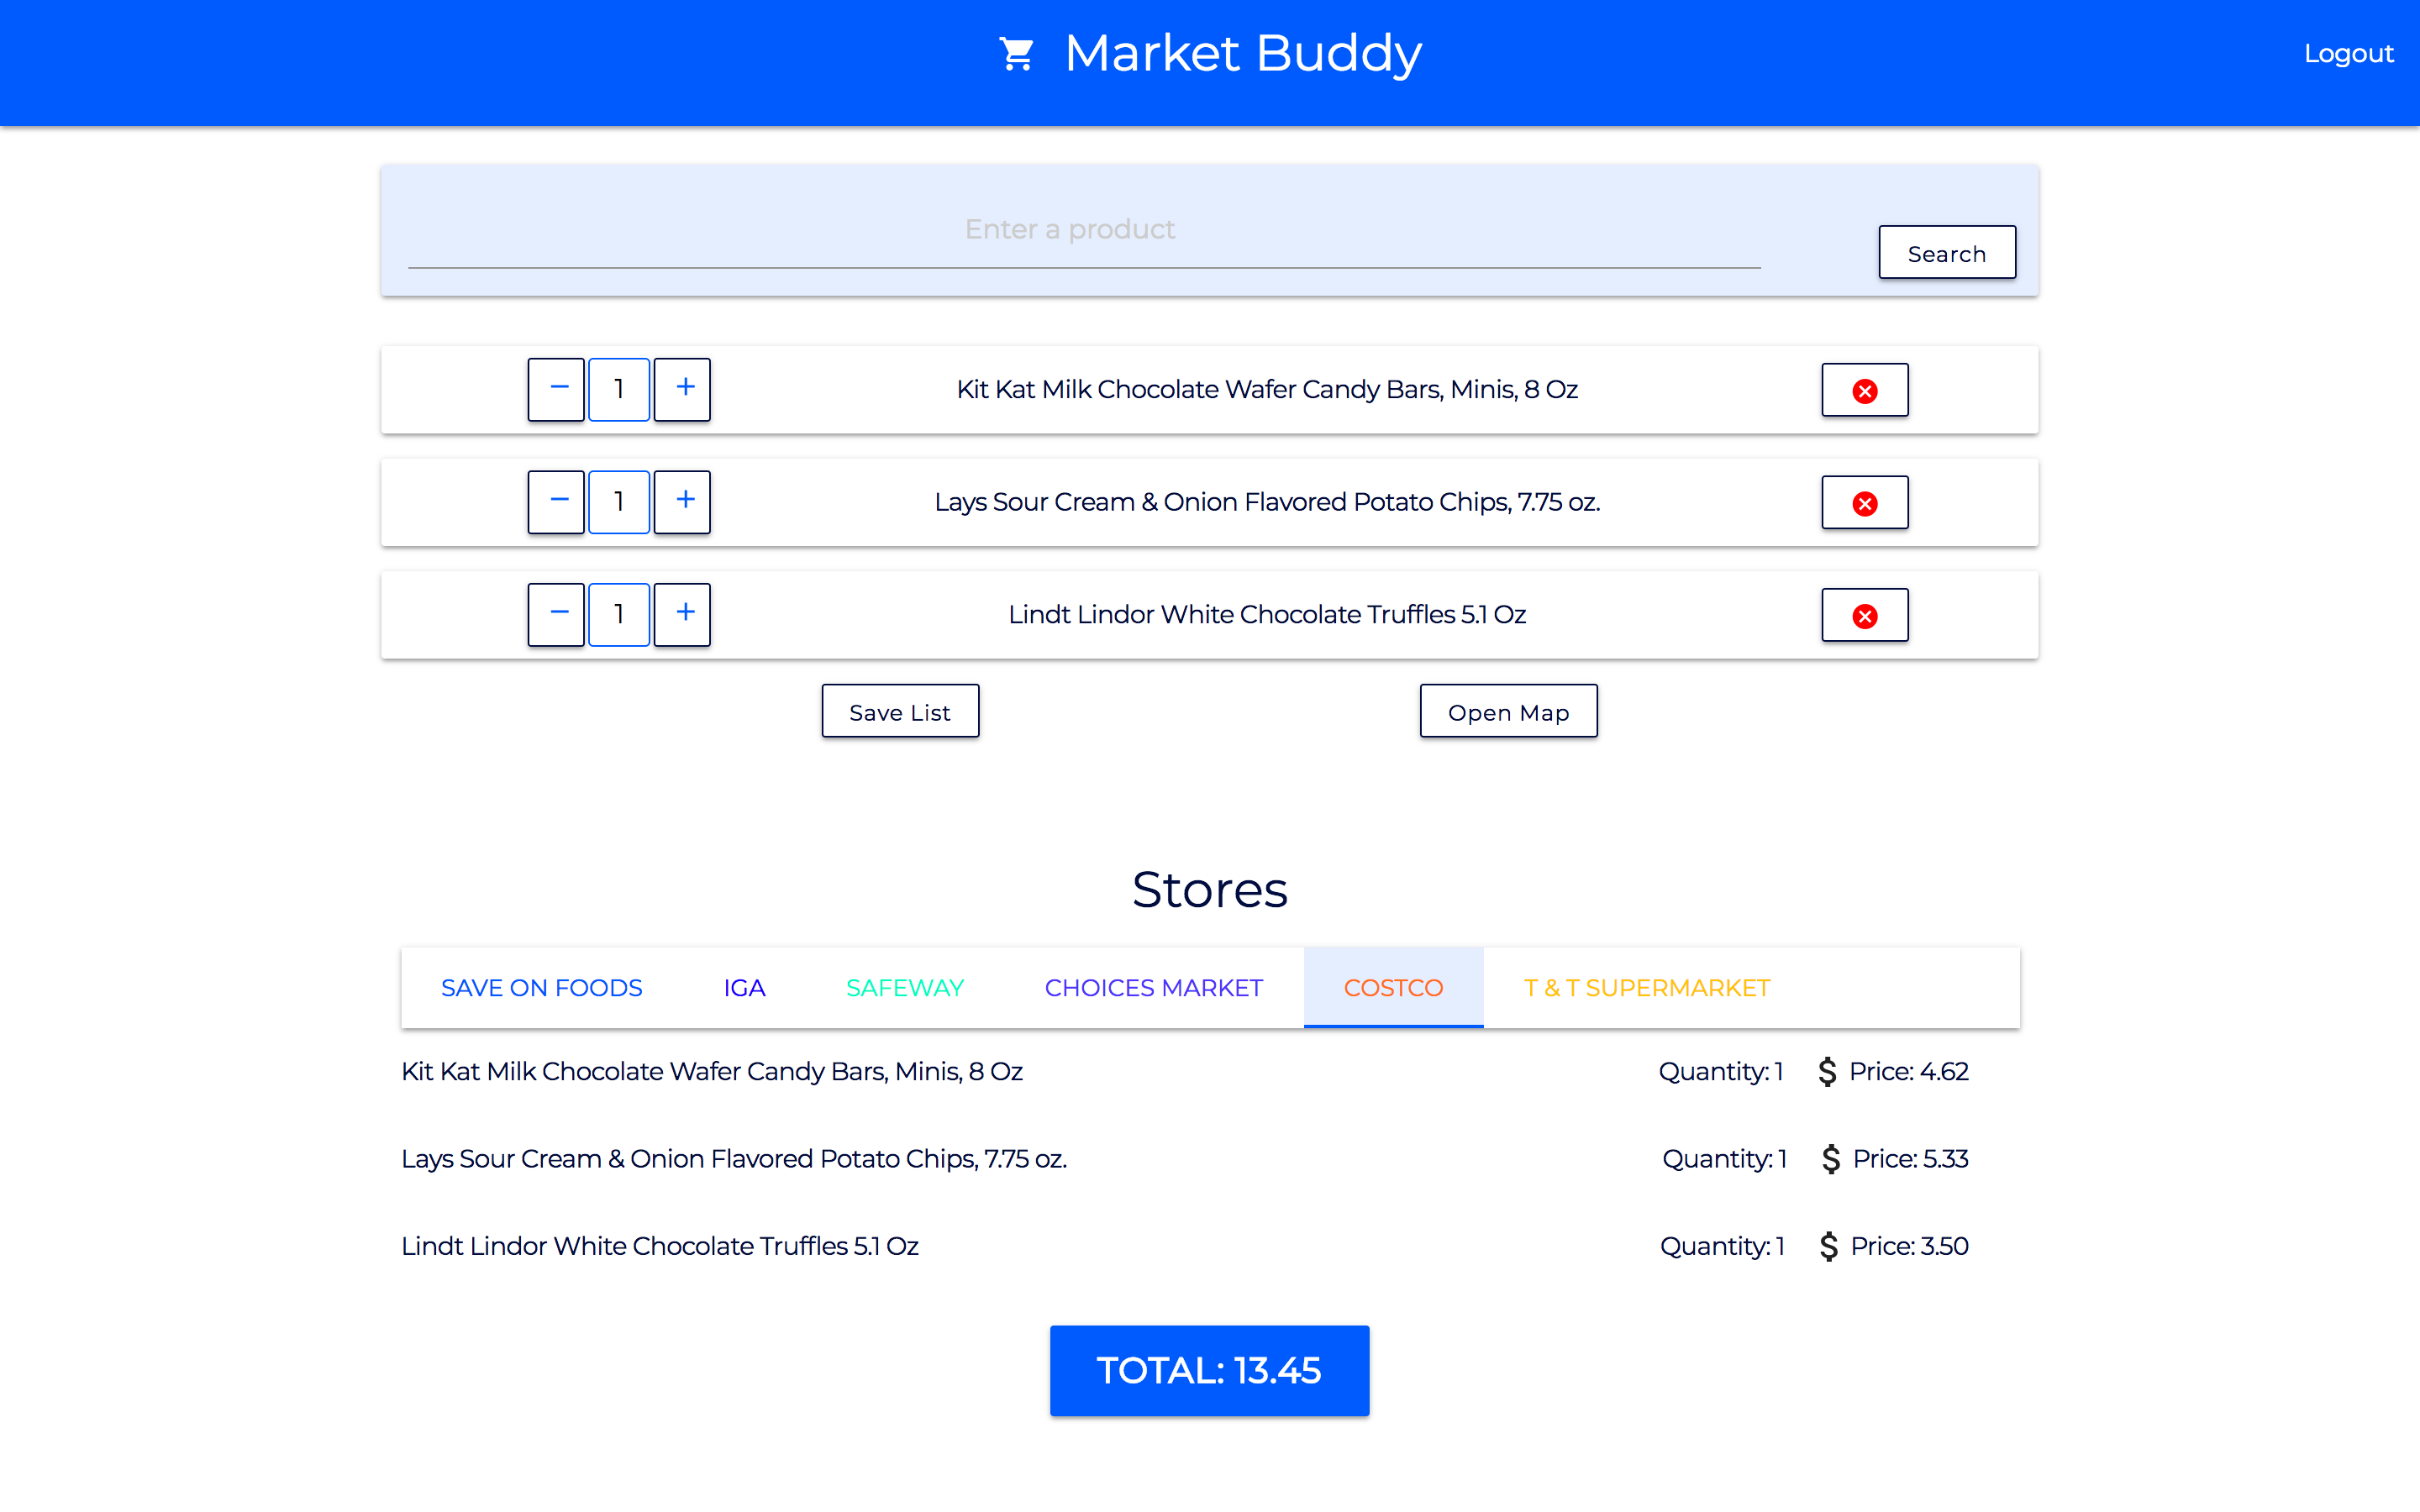 Market Buddy
Logout
Enter a product
Search
1 Kit Kat Milk Chocolate Wafer Candy Bars, Minis, 8 Oz
1 Lays Sour Cream & Onion Flavored Potato Chips, 7.75 oz.
1 Lindt Lindor White Chocolate Truffles 5.1 Oz
Save List
Open Map
Stores
SAVE ON FOODS IGA SAFEWAY CHOICES MARKET COSTCO T & T SUPERMARKET
Kit Kat Milk Chocolate Wafer Candy Bars, Minis, 8 Oz Quantity: 1 $ Price: 4.62
Lays Sour Cream & Onion Flavored Potato Chips, 7.75 oz. Quantity: 1 $ Price: 5.33
Lindt Lindor White Chocolate Truffles 5.1 Oz Quantity: 1 $ Price: 3.50
TOTAL: 13.45